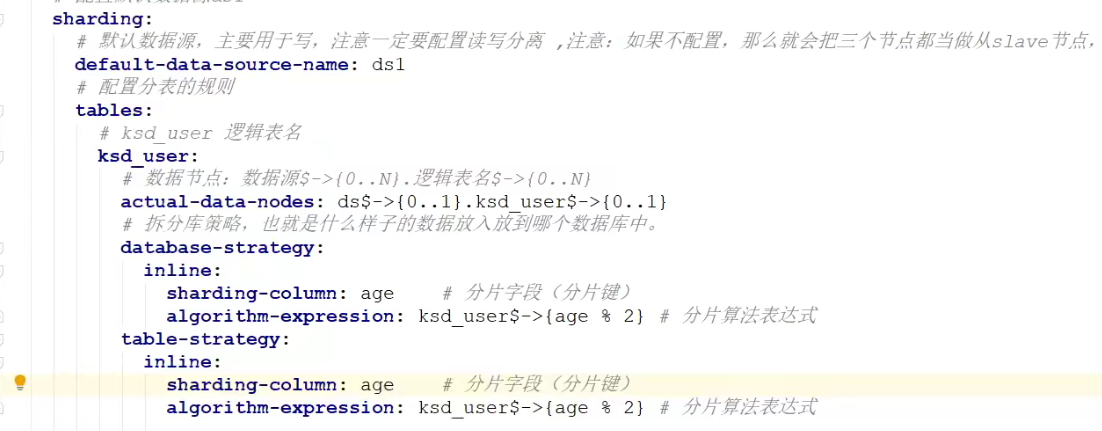 sharding:
# 默认数据源，主要用于写，注意一定要配置读写分离 ,注意：如果不配置，那么就会把三个节点都当做从slave节点，
default-data-source-name: ds1
# 配置分表的规则
tables:
# ksd_user 逻辑表名
ksd_user:
# 数据节点：数据源$->{0..N}.逻辑表名$->{0..N}
actual-data-nodes: ds$->{0..1}.ksd_user$->{0..1}
# 拆分库策略，也就是什么样子的数据放入放到哪个数据库中。
database-strategy:
inline:
sharding-column: age # 分片字段（分片键）
algorithm-expression: ksd_user$->{age % 2} # 分片算法表达式
table-strategy:
inline:
sharding-column: age # 分片字段（分片键）
algorithm-expression: ksd_user$->{age % 2} # 分片算法表达式